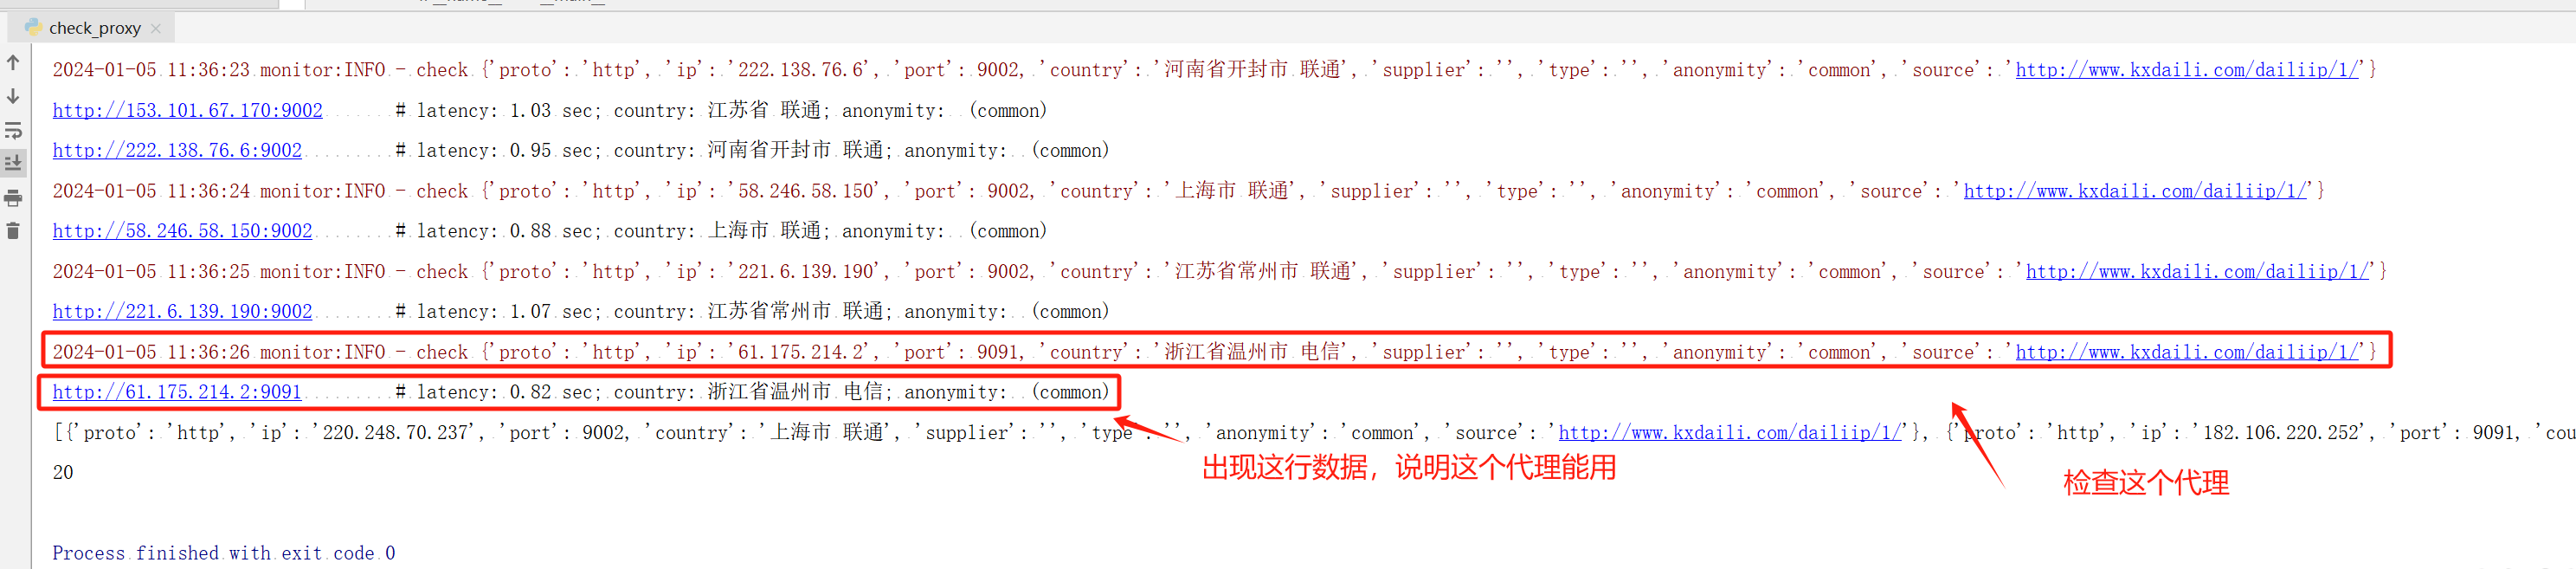 check_proxy
2024-01-05 11:36:23 monitor:INFO - check {'proto': 'http', 'ip': '222.138.76.6', 'port': 9002, 'country': '河南省开封市 联通', 'supplier': '', 'type': '', 'anonymity': 'common', 'source': 'http://www.kxdaili.com/dailiip/1/'}
http://153.101.67.170:9002 # latency: 1.03 sec; country: 江苏省 联通; anonymity: (common)
http://222.138.76.6:9002 # latency: 0.95 sec; country: 河南省开封市 联通; anonymity: (common)
2024-01-05 11:36:24 monitor:INFO - check {'proto': 'http', 'ip': '58.246.58.150', 'port': 9002, 'country': '上海市 联通', 'supplier': '', 'type': '', 'anonymity': 'common', 'source': 'http://www.kxdaili.com/dailiip/1/'}
http://58.246.58.150:9002 # latency: 0.88 sec; country: 上海市 联通; anonymity: (common)
2024-01-05 11:36:25 monitor:INFO - check {'proto': 'http', 'ip': '221.6.139.190', 'port': 9002, 'country': '江苏省常州市 联通', 'supplier': '', 'type': '', 'anonymity': 'common', 'source': 'http://www.kxdaili.com/dailiip/1/'}
http://221.6.139.190:9002 # latency: 1.07 sec; country: 江苏省常州市 联通; anonymity: (common)
2024-01-05 11:36:26 monitor:INFO - check {'proto': 'http', 'ip': '61.175.214.2', 'port': 9091, 'country': '浙江省温州市 电信', 'supplier': '', 'type': '', 'anonymity': 'common', 'source': 'http://www.kxdaili.com/dailiip/1/'}
http://61.175.214.2:9091 # latency: 0.82 sec; country: 浙江省温州市 电信; anonymity: (common)
[{'proto': 'http', 'ip': '220.248.70.237', 'port': 9002, 'country': '上海市 联通', 'supplier': '', 'type': '', 'anonymity': 'common', 'source': 'http://www.kxdaili.com/dailiip/1/'}, {'proto': 'http', 'ip': '182.106.220.252', 'port': 9091, 'cou
出现这行数据，说明这个代理能用
20
检查这个代理
Process finished with exit code 0